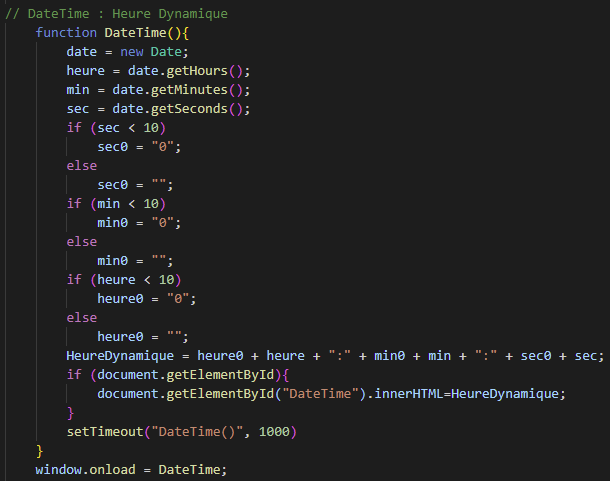 // DateTime : Heure Dynamique
function DateTime(){
date = new Date;
heure = date.getHours();
min = date.getMinutes();
sec = date.getSeconds();
if (sec < 10)
sec0 = "0";
else
sec0 = "";
if (min < 10)
min0 = "0";
else
min0 = "";
if (heure < 10)
heure0 = "0";
else
heure0 = "";
HeureDynamique = heure0 + heure + ":" + min0 + min + ":" + sec0 + sec;
if (document.getElementById){
document.getElementById("DateTime").innerHTML=HeureDynamique;
}
setTimeout("DateTime()", 1000)
}
window.onload = DateTime;